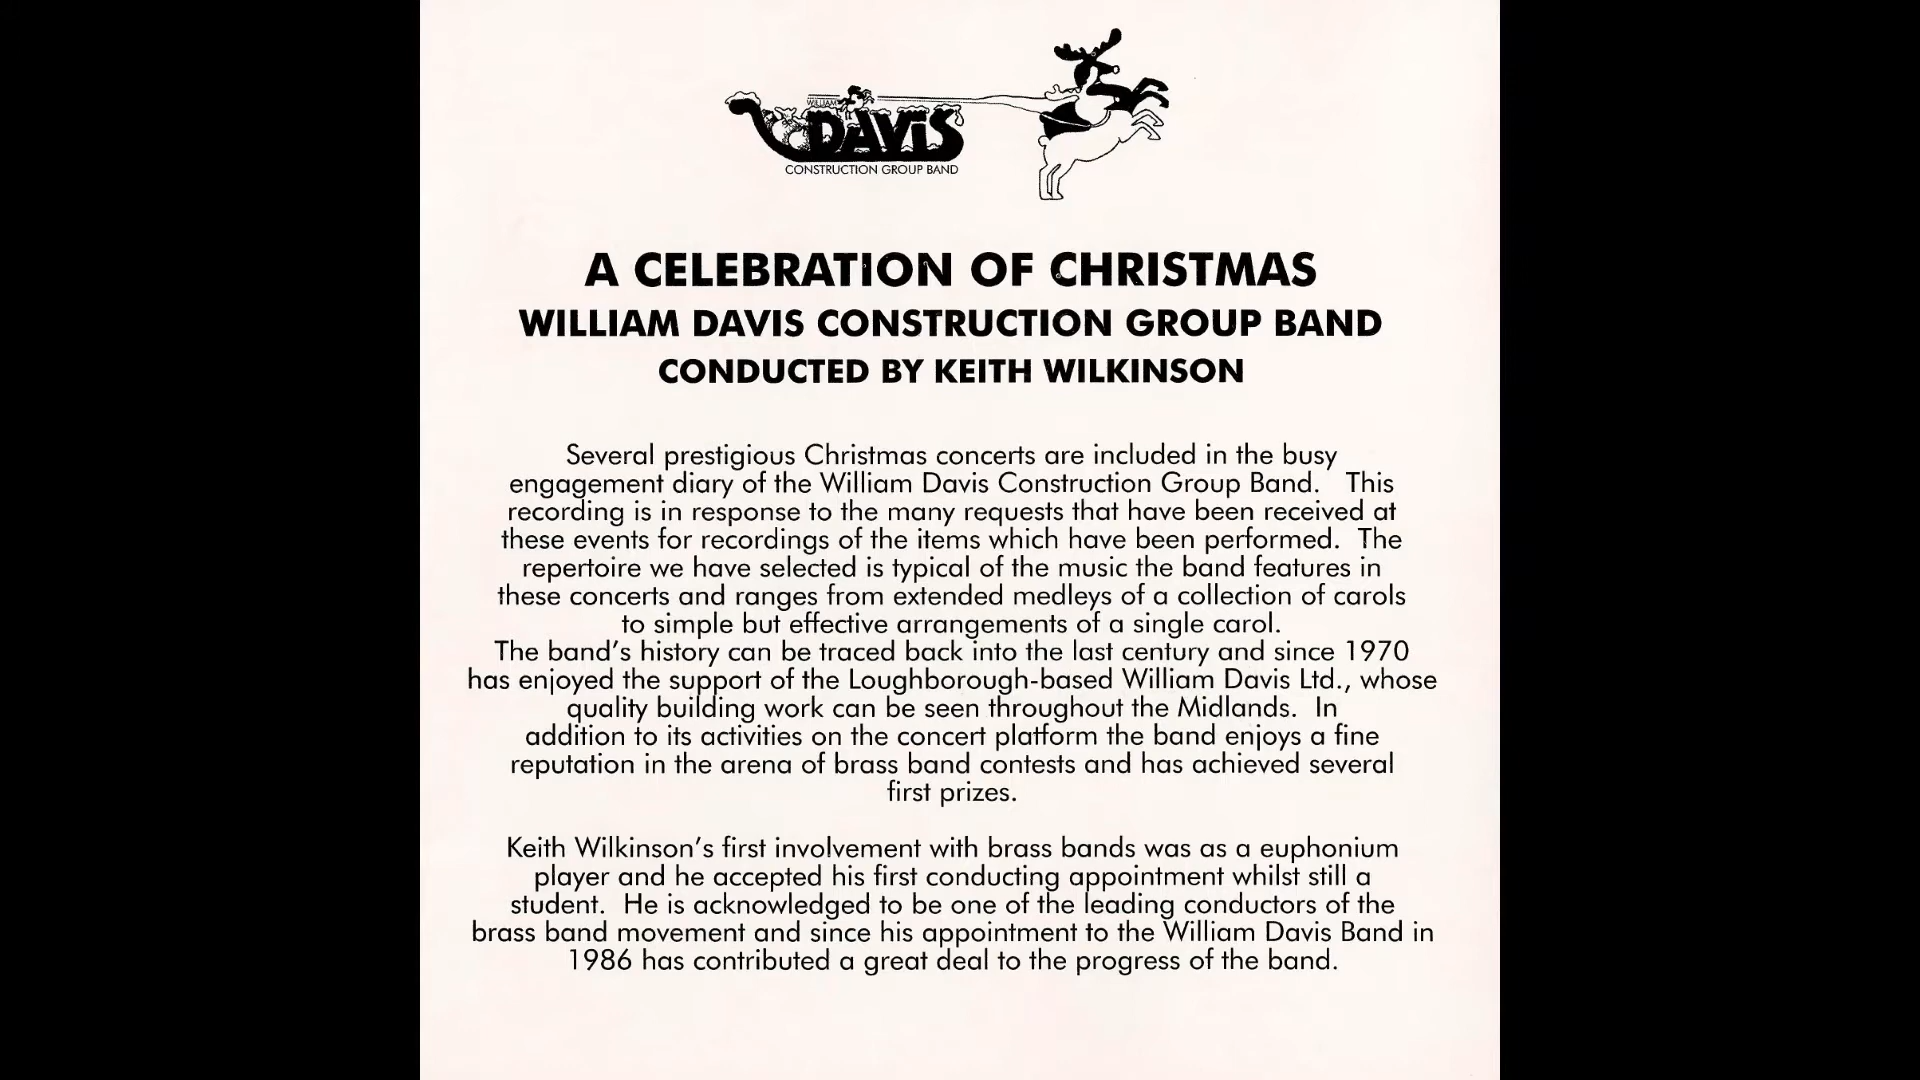 WILLIAM
DAVIS
CONSTRUCTION GROUP BAND
A CELEBRATION OF CHRISTMAS
WILLIAM DAVIS CONSTRUCTION GROUP BAND
CONDUCTED BY KEITH WILKINSON
Several prestigious Christmas concerts are included in the busy
engagement diary of the William Davis Construction Group Band. This
recording is in response to the many requests that have been received at
these events for recordings of the items which have been performed. The
repertoire we have selected is typical of the music the band features in
these concerts and ranges from extended medleys of a collection of carols
to simple but effective arrangements of a single carol.
The band's history can be traced back into the last century and since 1970
has enjoyed the support of the Loughborough-based William Davis Ltd., whose
quality building work can be seen throughout the Midlands. In
addition to its activities on the concert platform the band enjoys a fine
reputation in the arena of brass band contests and has achieved several
first prizes.
Keith Wilkinson's first involvement with brass bands was as a euphonium
player and he accepted his first conducting appointment whilst still a
student. He is acknowledged to be one of the leading conductors of the
brass band movement and since his appointment to the William Davis Band in
1986 has contributed a great deal to the progress of the band.